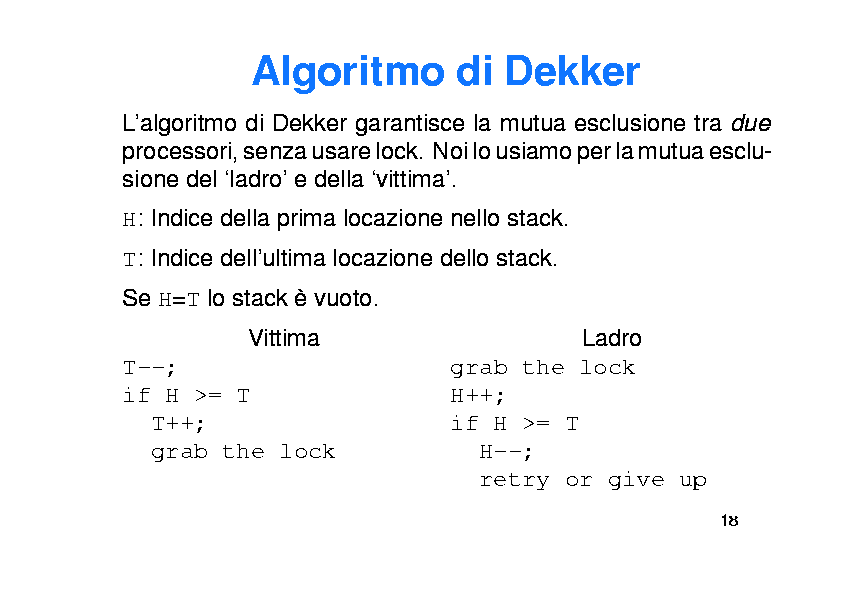 Algoritmo di Dekker
L'algoritmo di Dekker garantisce la mutua esclusione tra due
processori, senza usare lock. Noi lo usiamo per la mutua esclu-
sione del ‘ladro’ e della ‘vittima’.
H: Indice della prima locazione nello stack.
T: Indice dell'ultima locazione dello stack.
Se H=T lo stack è vuoto.
Vittima
T--;
if H >= T
T++;
grab the lock
Ladro
grab the lock
H++;
if H >= T
H--;
retry or give up
18